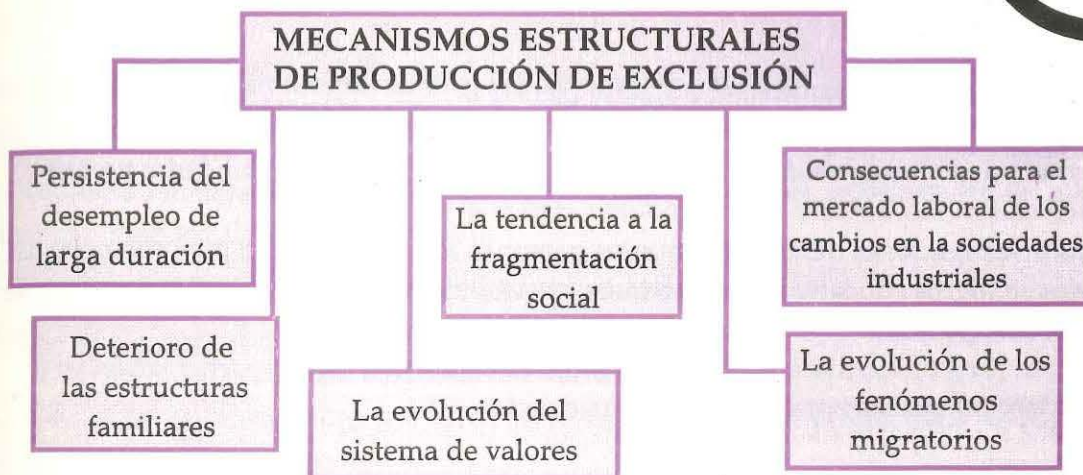 MECANISMOS ESTRUCTURALES
DE PRODUCCIÓN DE EXCLUSIÓN
Persistencia del
desempleo de
larga duración
Deterioro de
las estructuras
familiares
La evolución del
sistema de valores
La tendencia a la
fragmentación
social
La evolución de los
fenómenos
migratorios
Consecuencias para el
mercado laboral de los
cambios en la sociedades
industriales